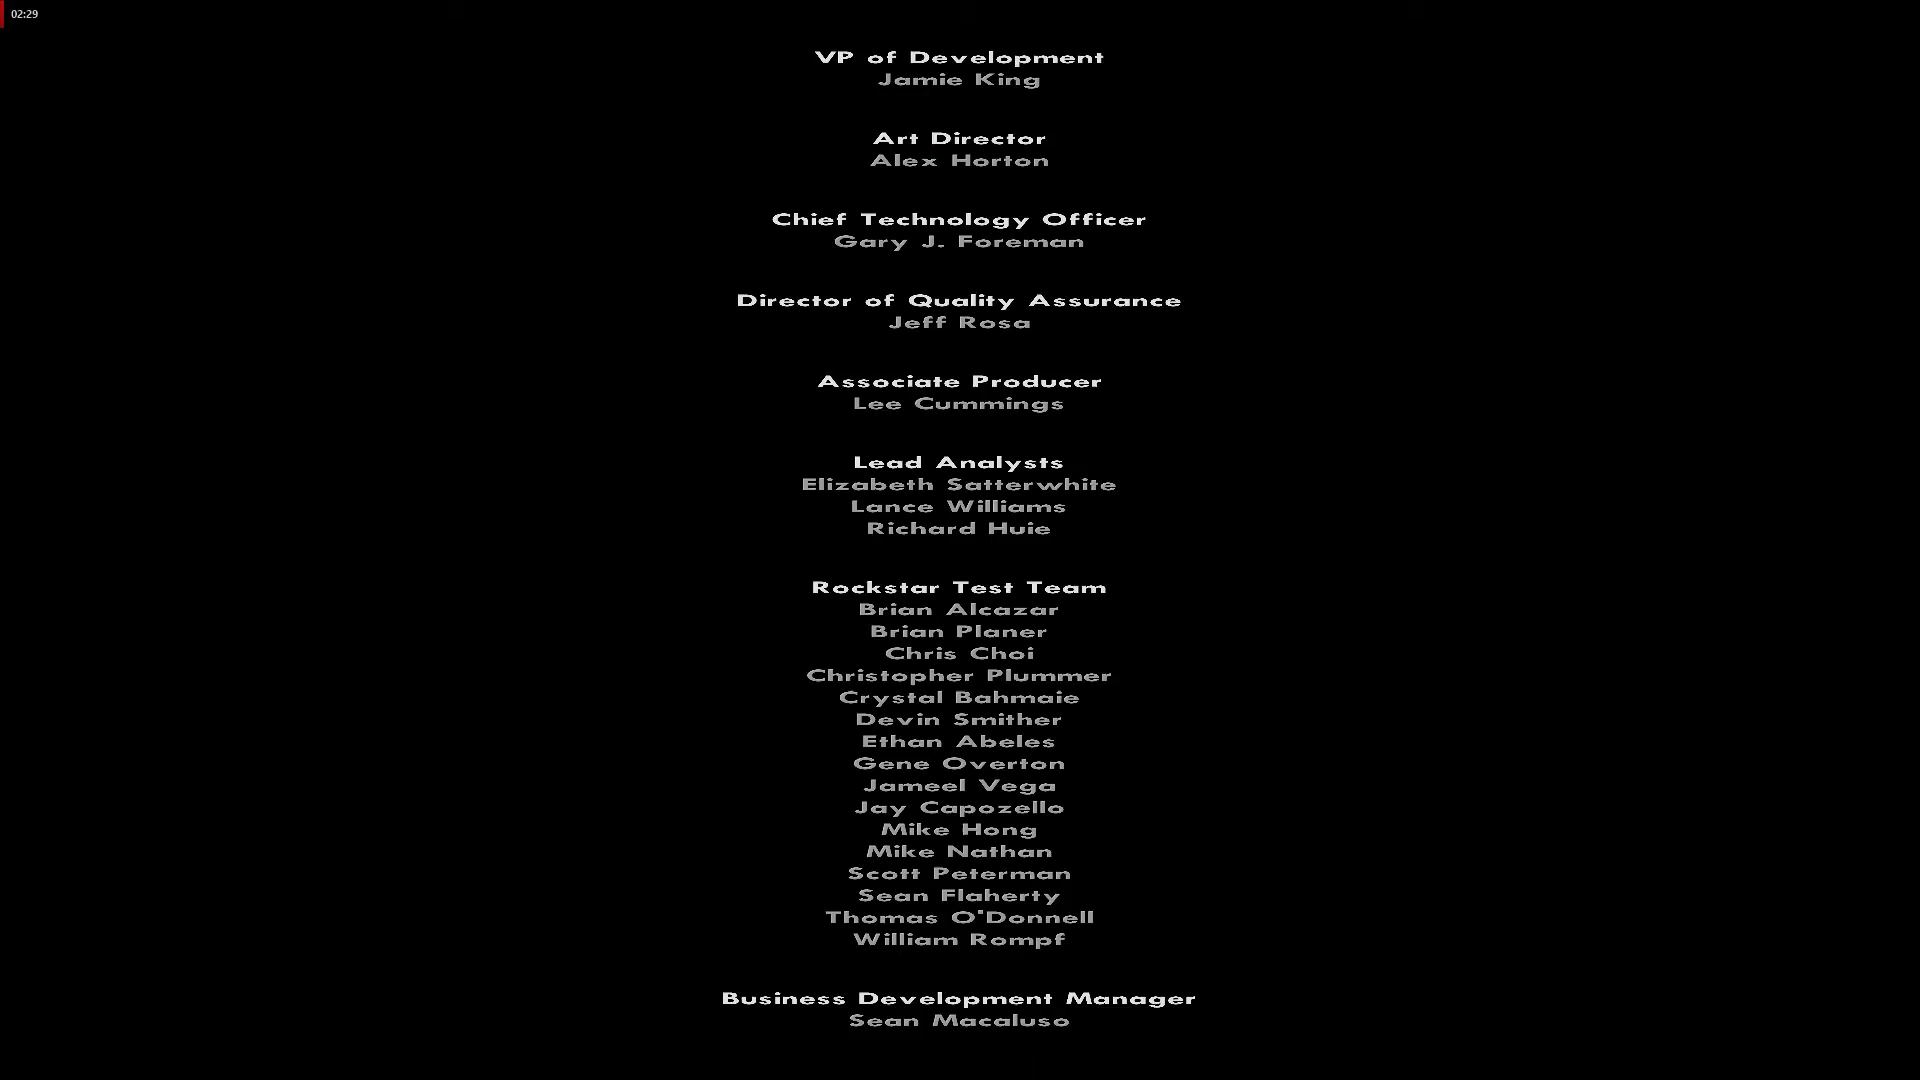 02:29
VP of Development
Jamie King
Art Director
Alex Horton
Chief Technology Officer
Gary J. Foreman
Director of Quality Assurance
Jeff Rosa
Associate Producer
Lee Cummings
Lead Analysts
Elizabeth Satterwhite
Lance Williams
Richard Huie
Rockstar Test Team
Brian Alcazar
Brian Planer
Chris Choi
Christopher Plummer
Crystal Bahmaie
Devin Smither
Ethan Abeles
Gene Overton
Jameel Vega
Jay Capozello
Mike Hong
Mike Nathan
Scott Peterman
Sean Flaherty
Thomas O'Donnell
William Rompf
Business Development Manager
Sean Macaluso